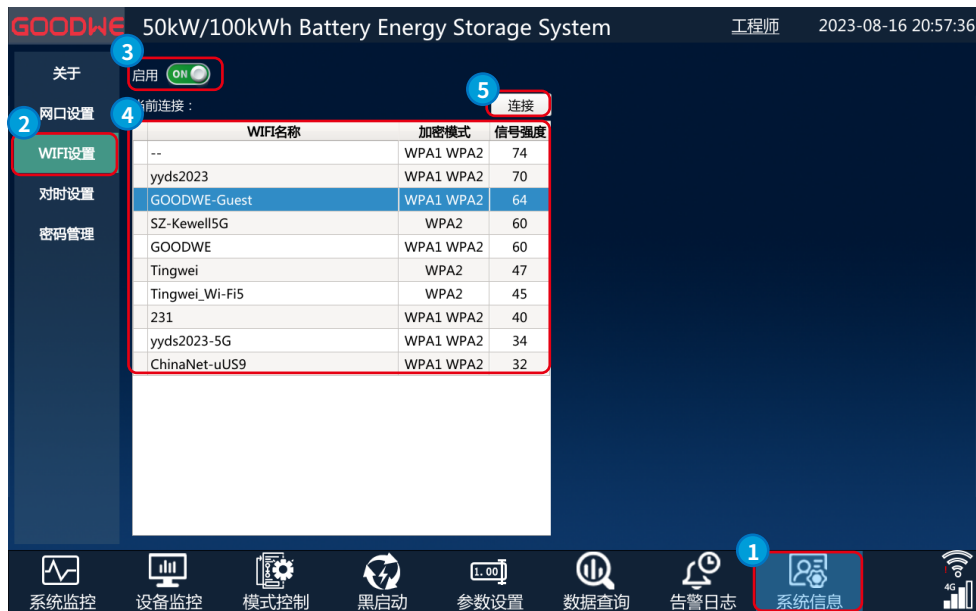 GOODWE 50kW/100kWh Battery Energy Storage System 工程师 2023-08-16 20:57:36
3
关于 启用 ON
5
网口设置 当前连接： 连接
2 4
WIFI名称 加密模式 信号强度
WIFI设置 -- WPA1 WPA2 74
yyds2023 WPA1 WPA2 70
对时设置 GOODWE-Guest WPA1 WPA2 64
SZ-Kewell5G WPA2 60
密码管理 GOODWE WPA1 WPA2 60
Tingwei WPA2 47
Tingwei_Wi-Fi5 WPA2 45
231 WPA1 WPA2 40
yyds2023-5G WPA1 WPA2 34
ChinaNet-uUS9 WPA1 WPA2 32
1
1.00
4G
系统监控 设备监控 模式控制 黑启动 参数设置 数据查询 告警日志 系统信息